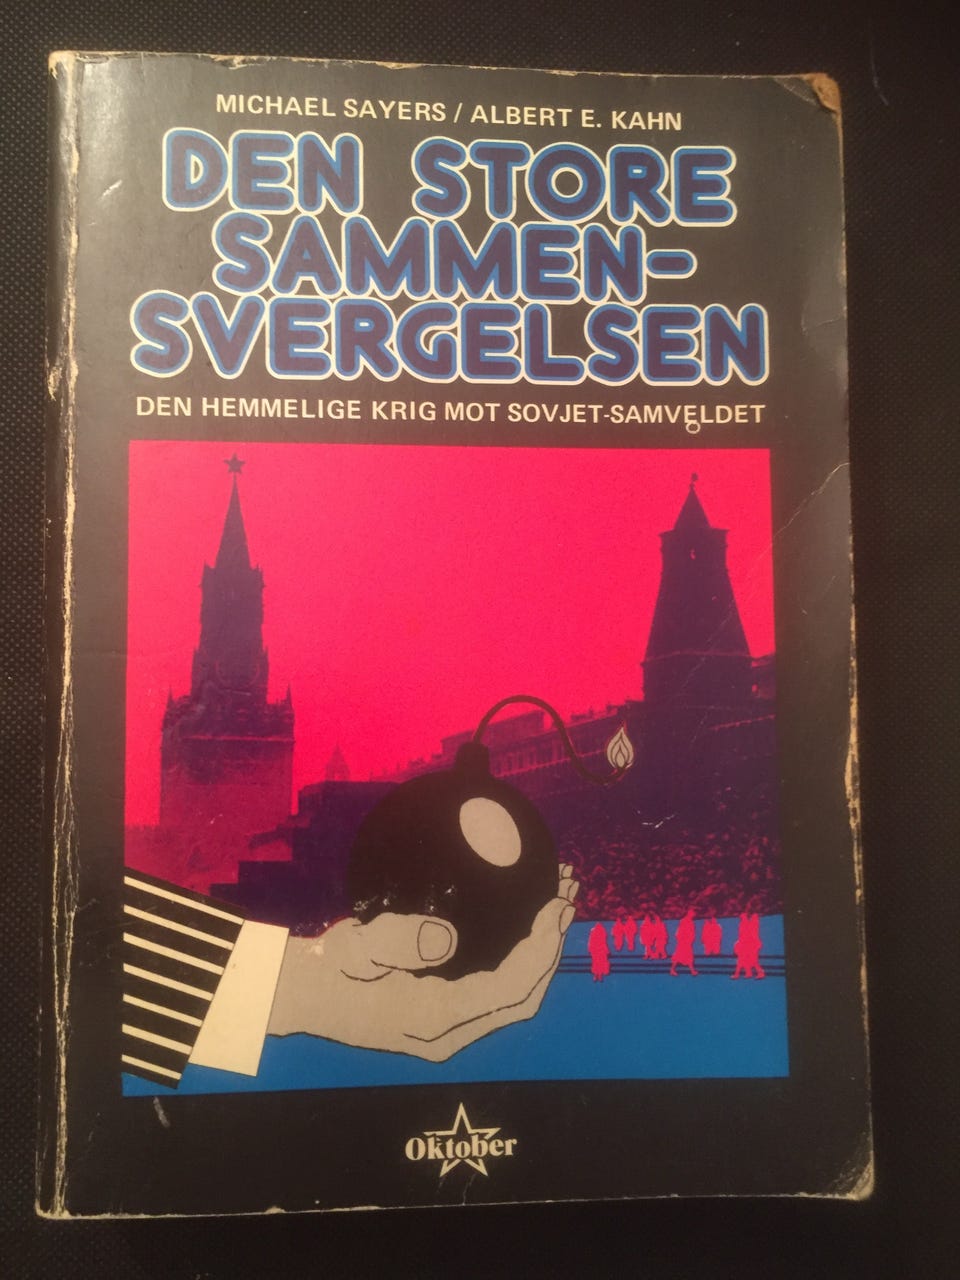 MICHAEL SAYERS / ALBERT E. KAHN
DEN STORE
SAMMEN-
SVERGELSEN
DEN HEMMELIGE KRIG MOT SOVJET-SAMVELDET
Oktober